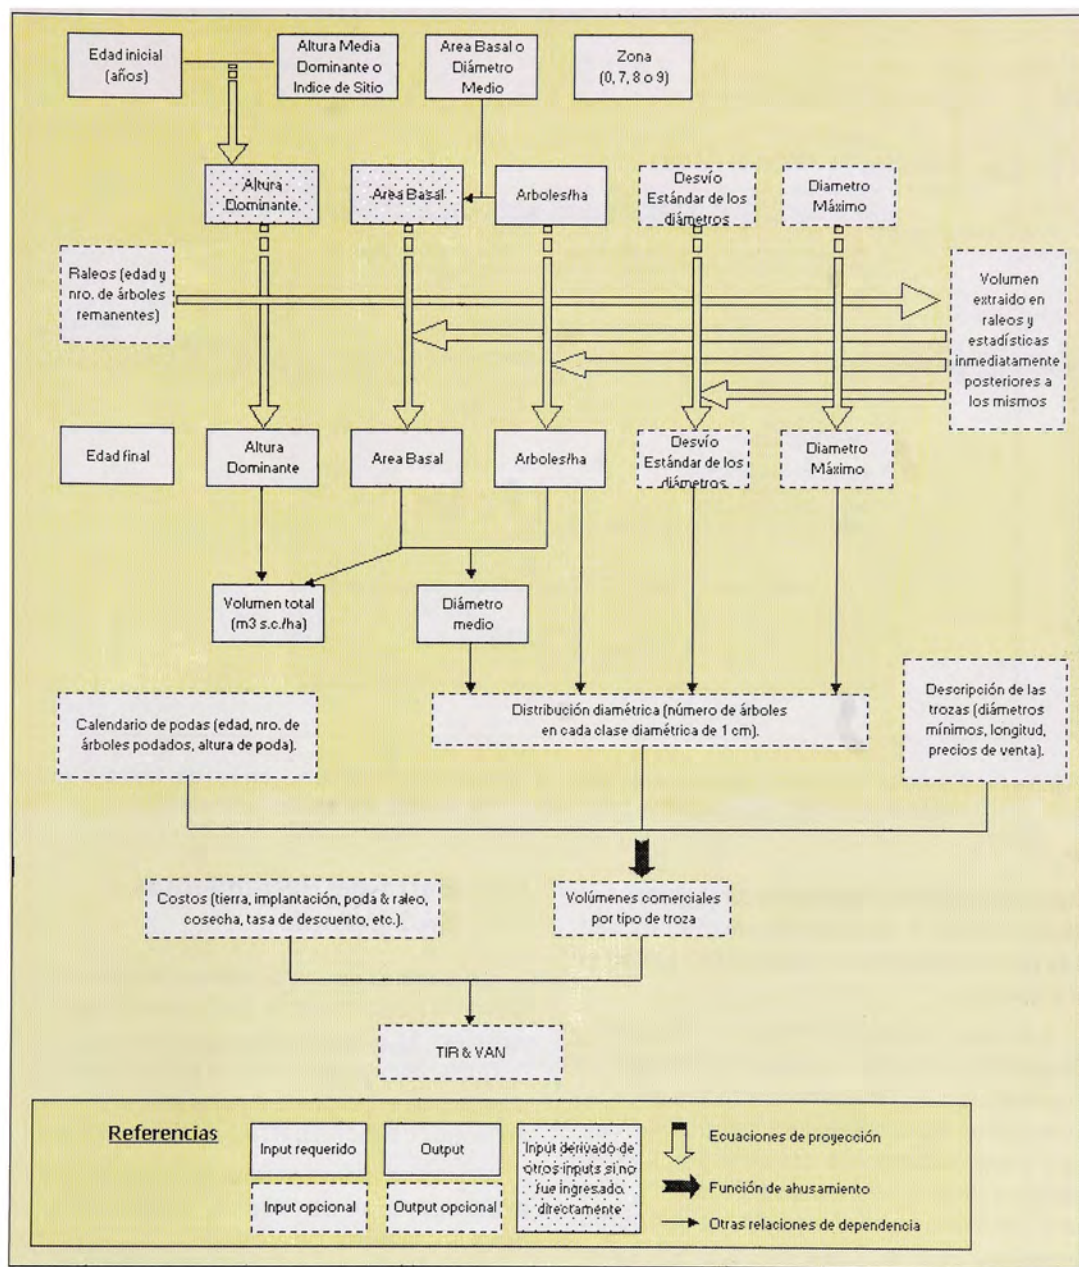 Edad inicial
(años)
Altura Media
Dominante o
Indice de Sitio
Area Basal o
Diámetro
Medio
Zona
(0, 7, 8 o 9)
Altura
Dominante
Area Basal
Arboles/ha
Desvío
Estándar de los
diámetros
Diametro
Máximo
Raleos (edad y
nro. de árboles
remanentes)
Volumen
extraido en
raleos y
estadísticas
inmediatamente
posteriores a
los mismos
Edad final
Altura
Dominante
Area Basal
Arboles/ha
Desvío
Estándar de los
diámetros
Diametro
Máximo
Volumen total
(m3 s.c./ha)
Diámetro
medio
Calendario de podas (edad, nro. de
árboles podados, altura de poda).
Distribución diamétrica (número de árboles
en cada clase diamétrica de 1 cm).
Descripción de las
trozas (diámetros
mínimos, longitud,
precios de venta).
Costos (tierra, implantación, poda & raleo,
cosecha, tasa de descuento, etc.).
Volúmenes comerciales
por tipo de troza
TIR & VAN
Referencias
Input requerido
Output
Input opcional
Output opcional
Input derivado de
otros inputs si no
fue ingresado
directamente
Ecuaciones de proyección
Función de ahusamiento
Otras relaciones de dependencia